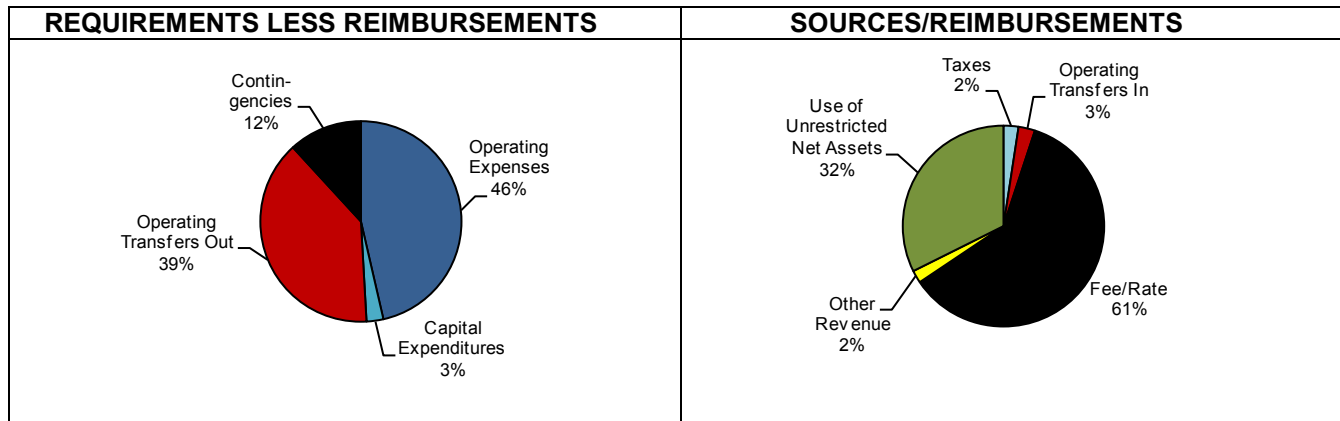 REQUIREMENTS LESS REIMBURSEMENTS
Contin-
gencies
12%
Operating
Expenses
46%
Operating
Transfers Out
39%
Capital
Expenditures
3%
SOURCES/REIMBURSEMENTS
Taxes
2%
Operating
Transfers In
3%
Use of
Unrestricted
Net Assets
32%
Fee/Rate
61%
Other
Revenue
2%